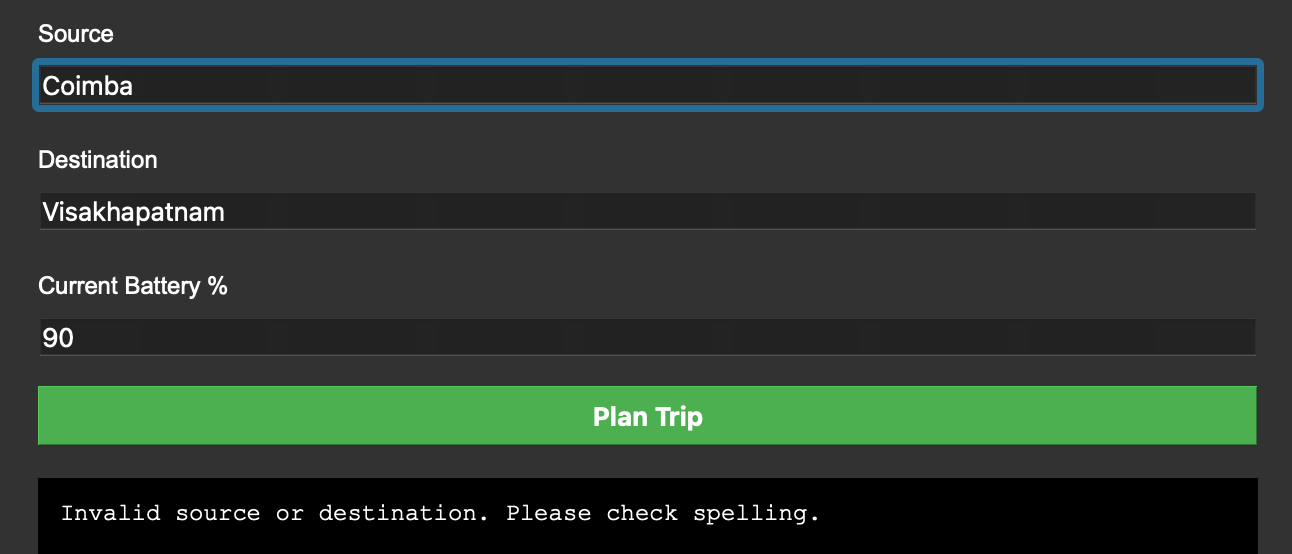 Source
Coimba
Destination
Visakhapatnam
Current Battery %
90
Plan Trip
Invalid source or destination. Please check spelling.